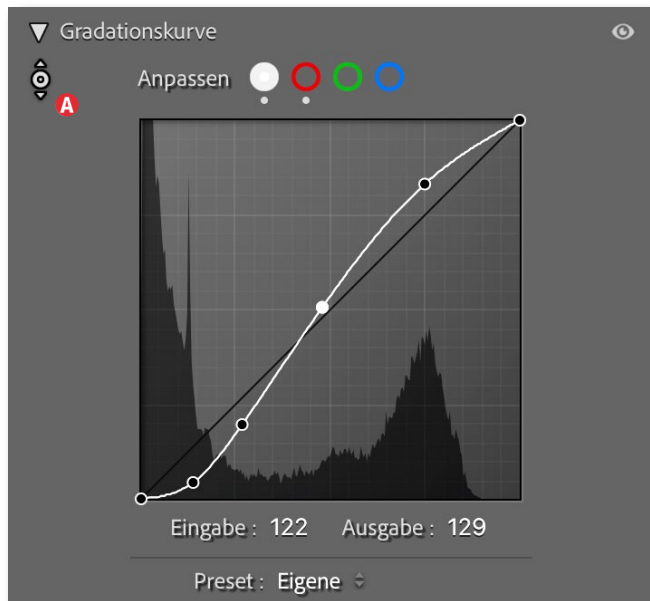 Gradationskurve
Anpassen
A
Eingabe : 122 Ausgabe : 129
Preset : Eigene